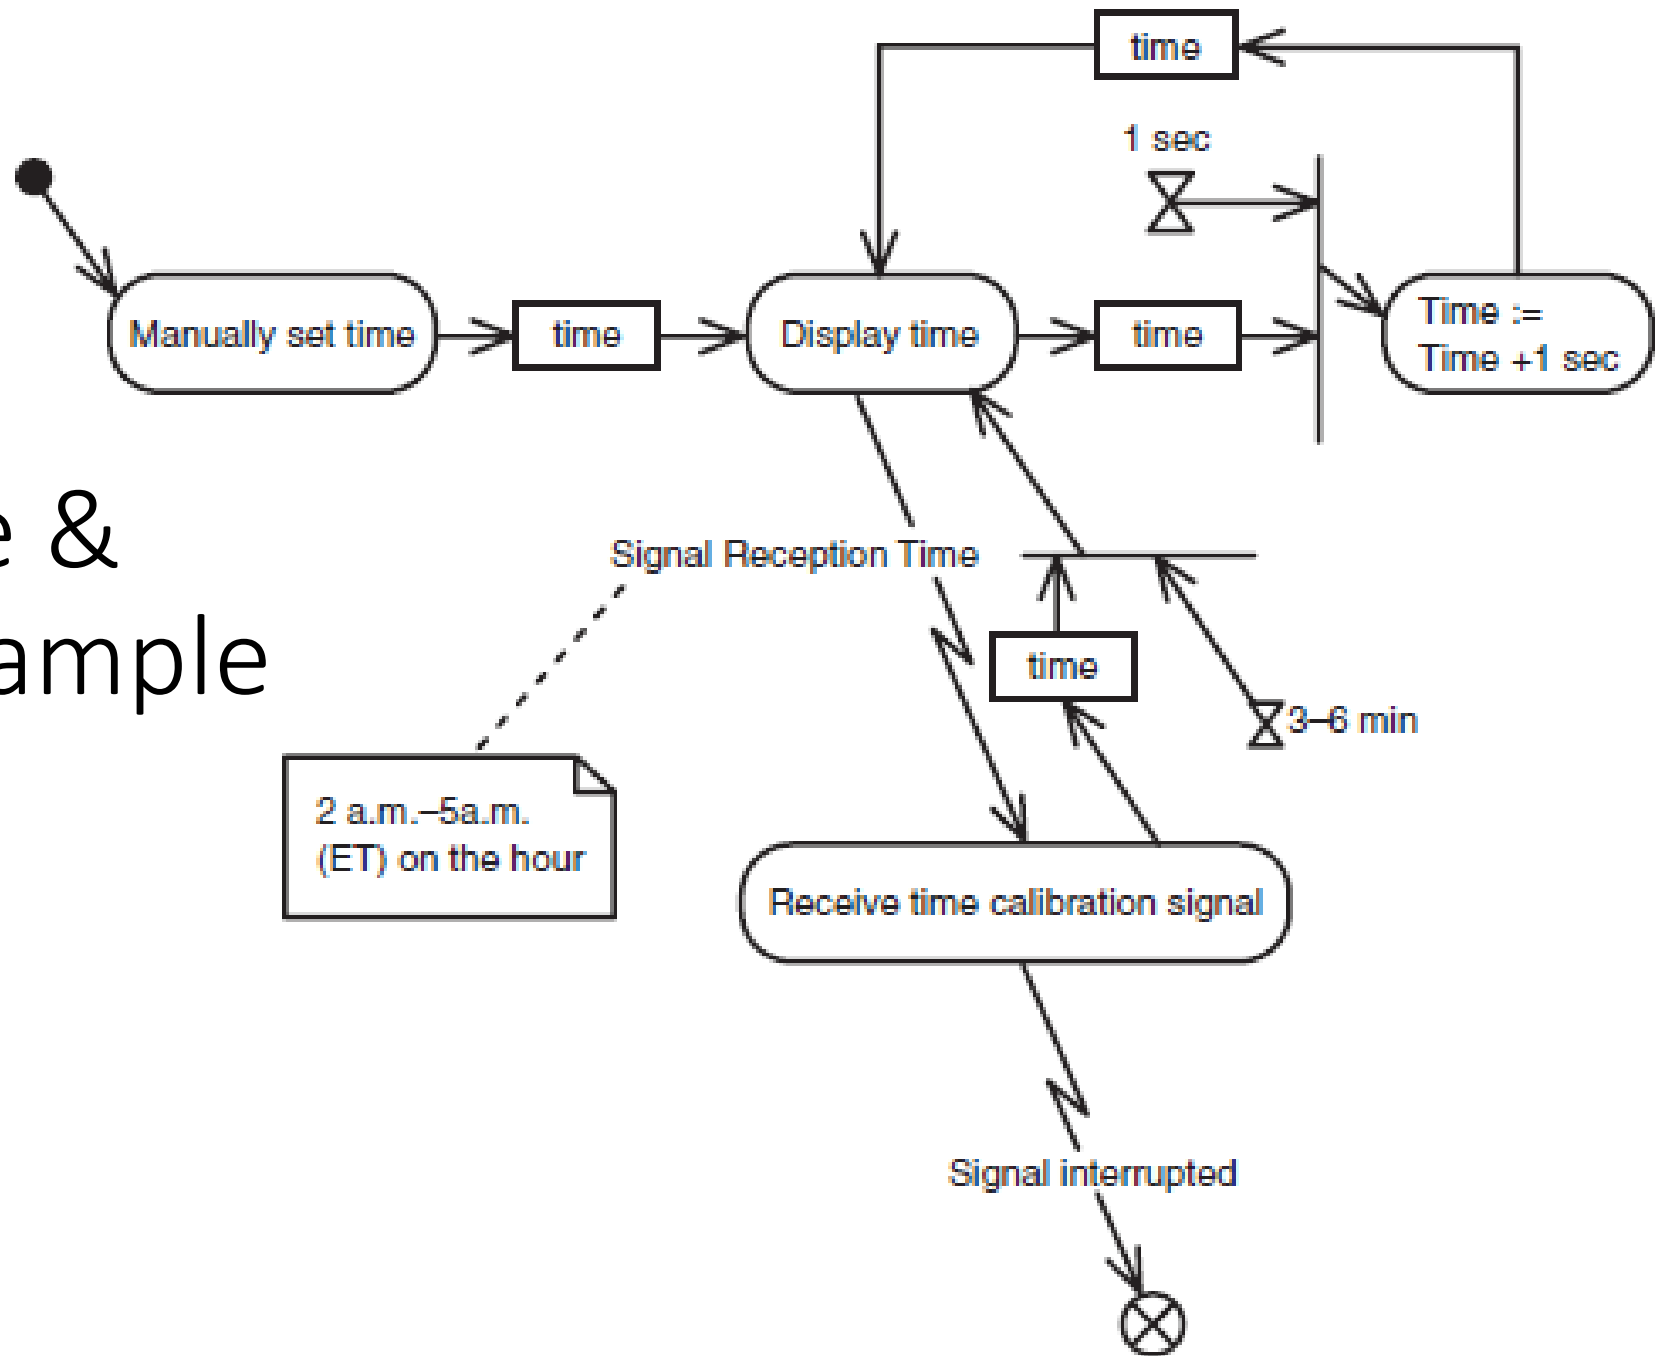 time
1 sec
Manually set time
time
Display time
time
Time :=
Time +1 sec
e &
ample
Signal Reception Time
time
3–6 min
2 a.m.–5a.m.
(ET) on the hour
Receive time calibration signal
Signal interrupted